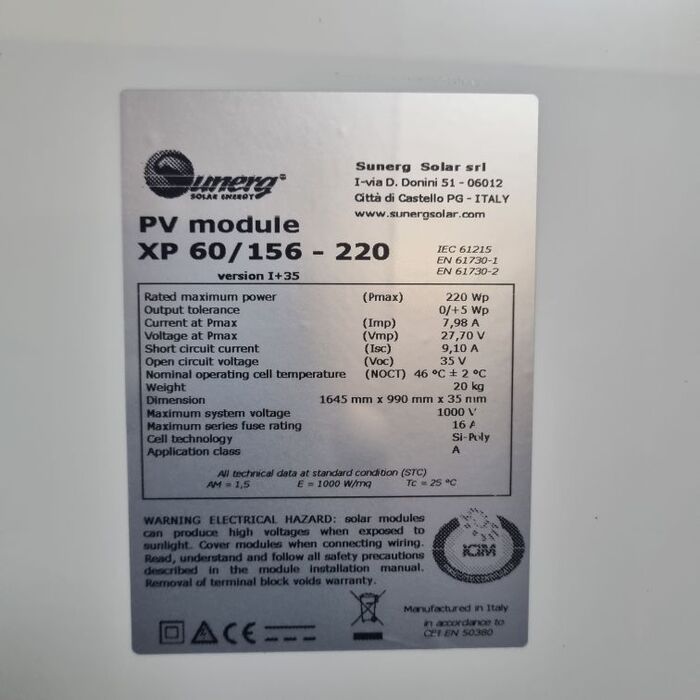 Sunerg®
SOLAR ENERGY
Sunerg Solar srl
I-via D. Donini 51 - 06012
Città di Castello PG - ITALY
www.sunergsolar.com
PV module
XP 60/156 - 220
version I+35
IEC 61215
EN 61730-1
EN 61730-2
Rated maximum power (Pmax) 220 Wp
Output tolerance 0/+5 Wp
Current at Pmax (Imp) 7,98 A
Voltage at Pmax (Vmp) 27,70 V
Short circuit current (Isc) 9,10 A
Open circuit voltage (Voc) 35 V
Nominal operating cell temperature (NOCT) 46 °C ± 2 °C
Weight 20 kg
Dimension 1645 mm x 990 mm x 35 mm
Maximum system voltage 1000 V
Maximum series fuse rating 16 A
Cell technology Si-Poly
Application class A
All technical data at standard condition (STC)
AM = 1,5 E = 1000 W/mq Tc = 25 °C
WARNING ELECTRICAL HAZARD: solar modules
can produce high voltages when exposed to
sunlight. Cover modules when connecting wiring.
Read, understand and follow all safety precautions
described in the module installation manual.
Removal of terminal block voids warranty.
ICIM
CE
Manufactured in Italy
in accordance to
CEI EN 50380